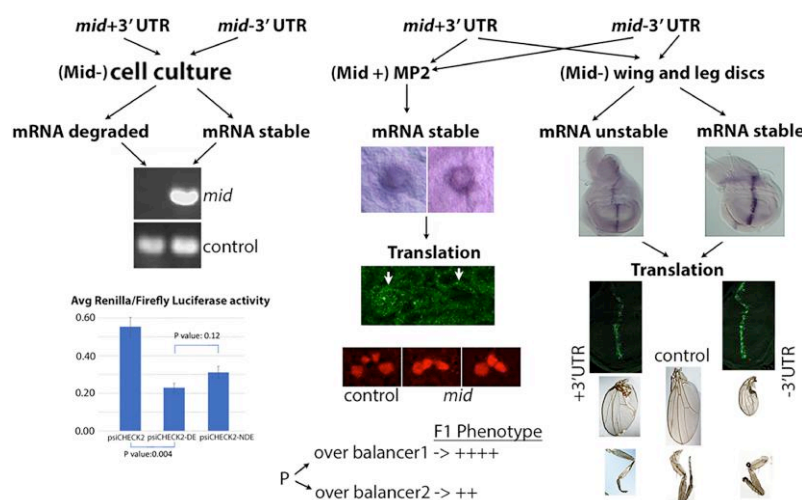 mid+3' UTR
mid-3' UTR
(Mid-) cell culture
mRNA degraded
mRNA stable
mid
control
Avg Renilla/Firefly Luciferase activity
0.60
P value: 0.12
0.40
0.20
0.00
psiCHECK2
psiCHECK2-DE
psiCHECK2-NDE
P value:0.004
mid+3' UTR
mid-3' UTR
(Mid +) MP2
mRNA stable
Translation
control
mid
F1 Phenotype
P
over balancer1 -> ++++
over balancer2 -> ++
(Mid-) wing and leg discs
mRNA unstable
mRNA stable
Translation
+3'UTR
control
-3'UTR